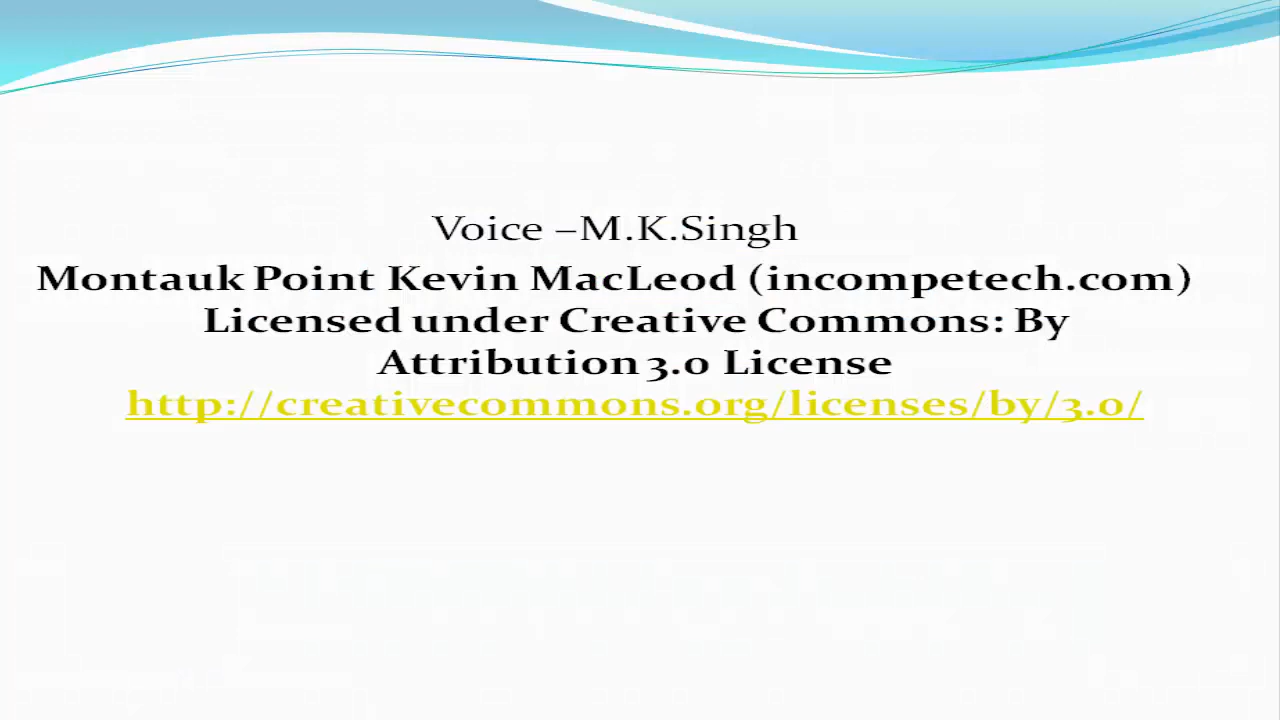 Voice –M.K.Singh
Montauk Point Kevin MacLeod (incompetech.com)
Licensed under Creative Commons: By
Attribution 3.0 License
http://creativecommons.org/licenses/by/3.0/